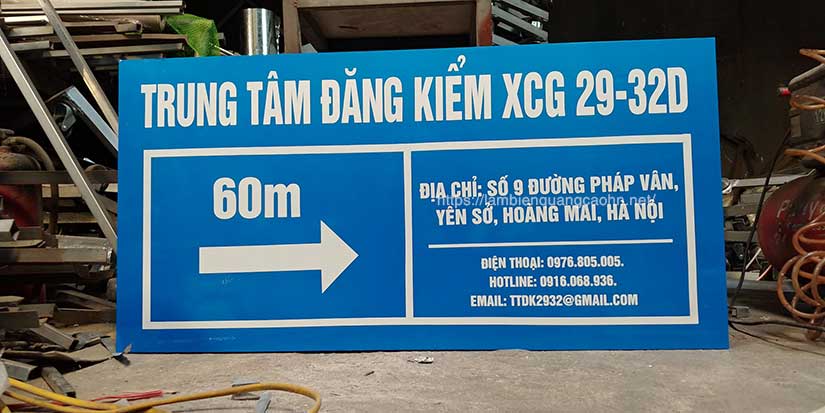 TRUNG TÂM ĐĂNG KIỂM XCG 29-32D
60m
ĐỊA CHỈ: SỐ 9 ĐƯỜNG PHÁP VÂN,
https://lambienquangcaohn.net/
YÊN SỞ, HOÀNG MAI, HÀ NỘI
ĐIỆN THOẠI: 0976.805.005.
HOTLINE: 0916.068.936.
EMAIL: TTDK2932@GMAIL.COM